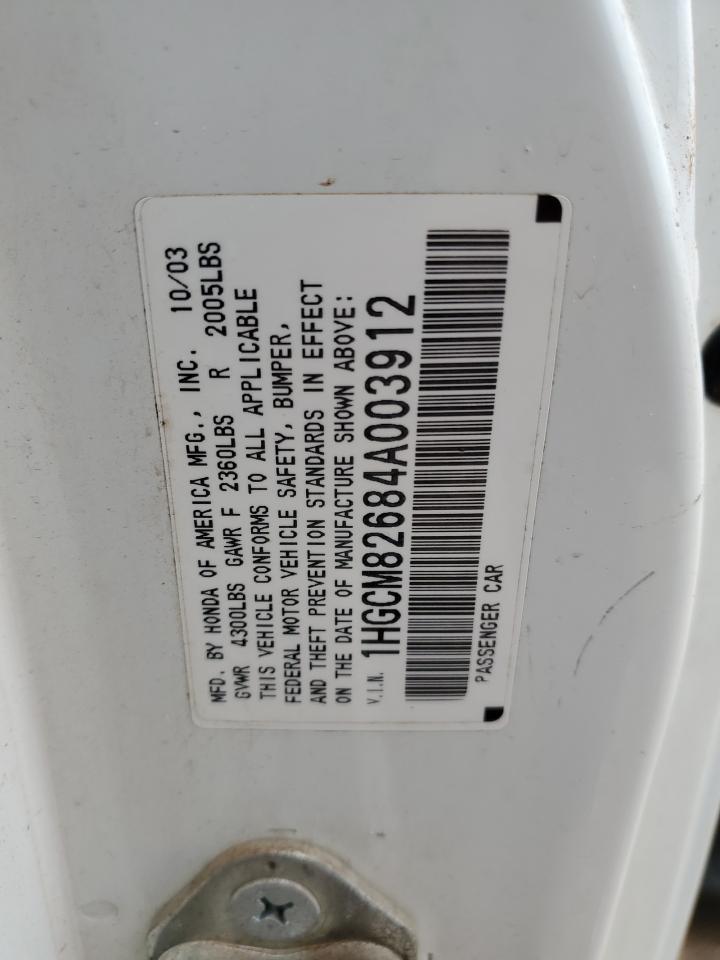 MFD. BY HONDA OF AMERICA MFG., INC. 10/03
GVWR 4300LBS GAWR F 2360LBS R 2005LBS
THIS VEHICLE CONFORMS TO ALL APPLICABLE
FEDERAL MOTOR VEHICLE SAFETY, BUMPER,
AND THEFT PREVENTION STANDARDS IN EFFECT
ON THE DATE OF MANUFACTURE SHOWN ABOVE:
V.I.N. 1HGCM82684A003912
PASSENGER CAR